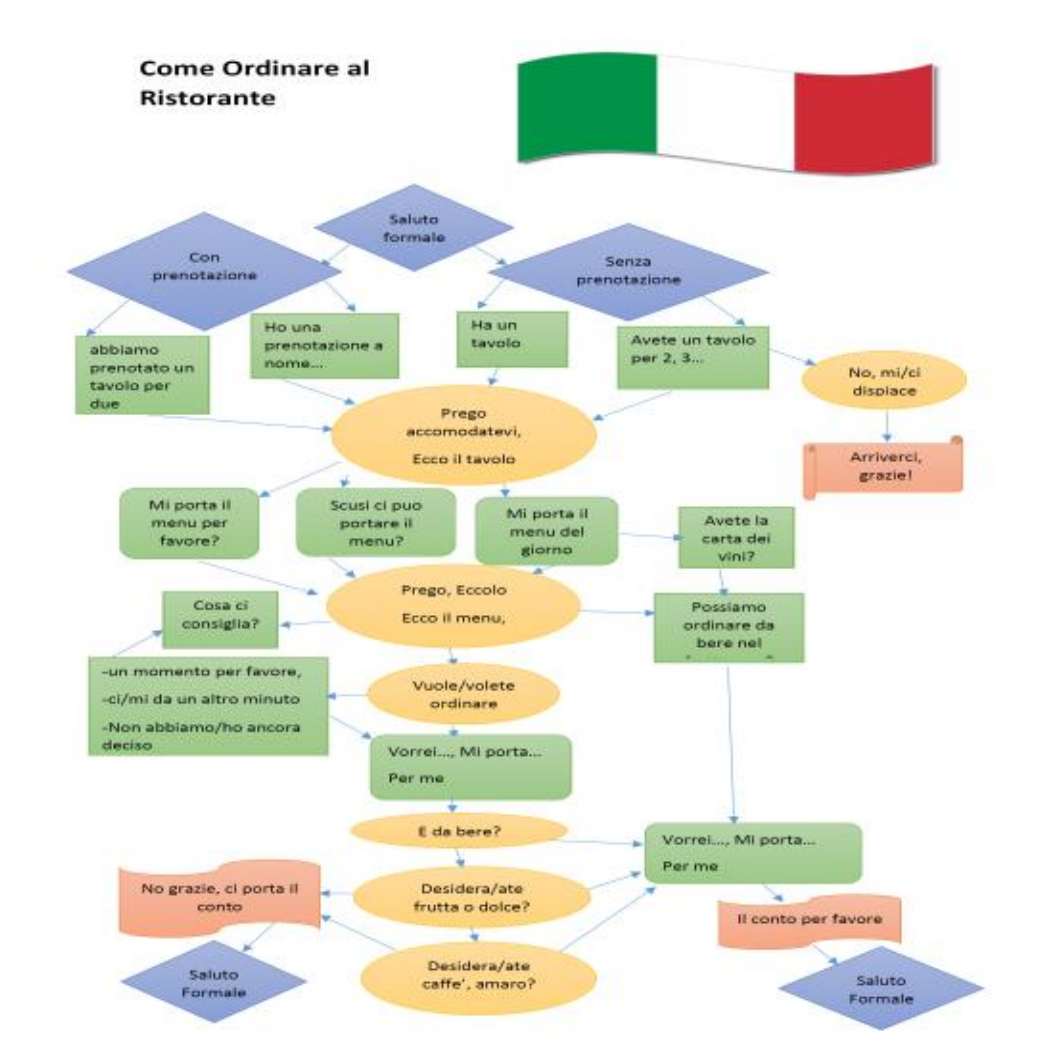 Come Ordinare al
Ristorante
Saluto
formale
Con
prenotazione
Senza
prenotazione
abbiamo
prenotato un
tavolo per
due
Ho una
prenotazione a
nome...
Ha un
tavolo
Avete un tavolo
per 2, 3...
No, mi/ci
dispiace
Prego
accomodatevi,
Ecco il tavolo
Arriverci,
grazie!
Mi porta il
menu per
favore?
Scusi ci puo
portare il
menu?
Mi porta il
menu del
giorno
Avete la
carta dei
vini?
Prego, Eccolo
Ecco il menu,
Cosa ci
consiglia?
Possiamo
ordinare da
bere nel
-un momento per favore,
-ci/mi da un altro minuto
-Non abbiamo/ho ancora
deciso
Vuole/volete
ordinare
Vorrei..., Mi porta...
Per me
E da bere?
Vorrei..., Mi porta...
Per me
No grazie, ci porta il
conto
Desidera/ate
frutta o dolce?
Il conto per favore
Saluto
Formale
Desidera/ate
caffe', amaro?
Saluto
Formale